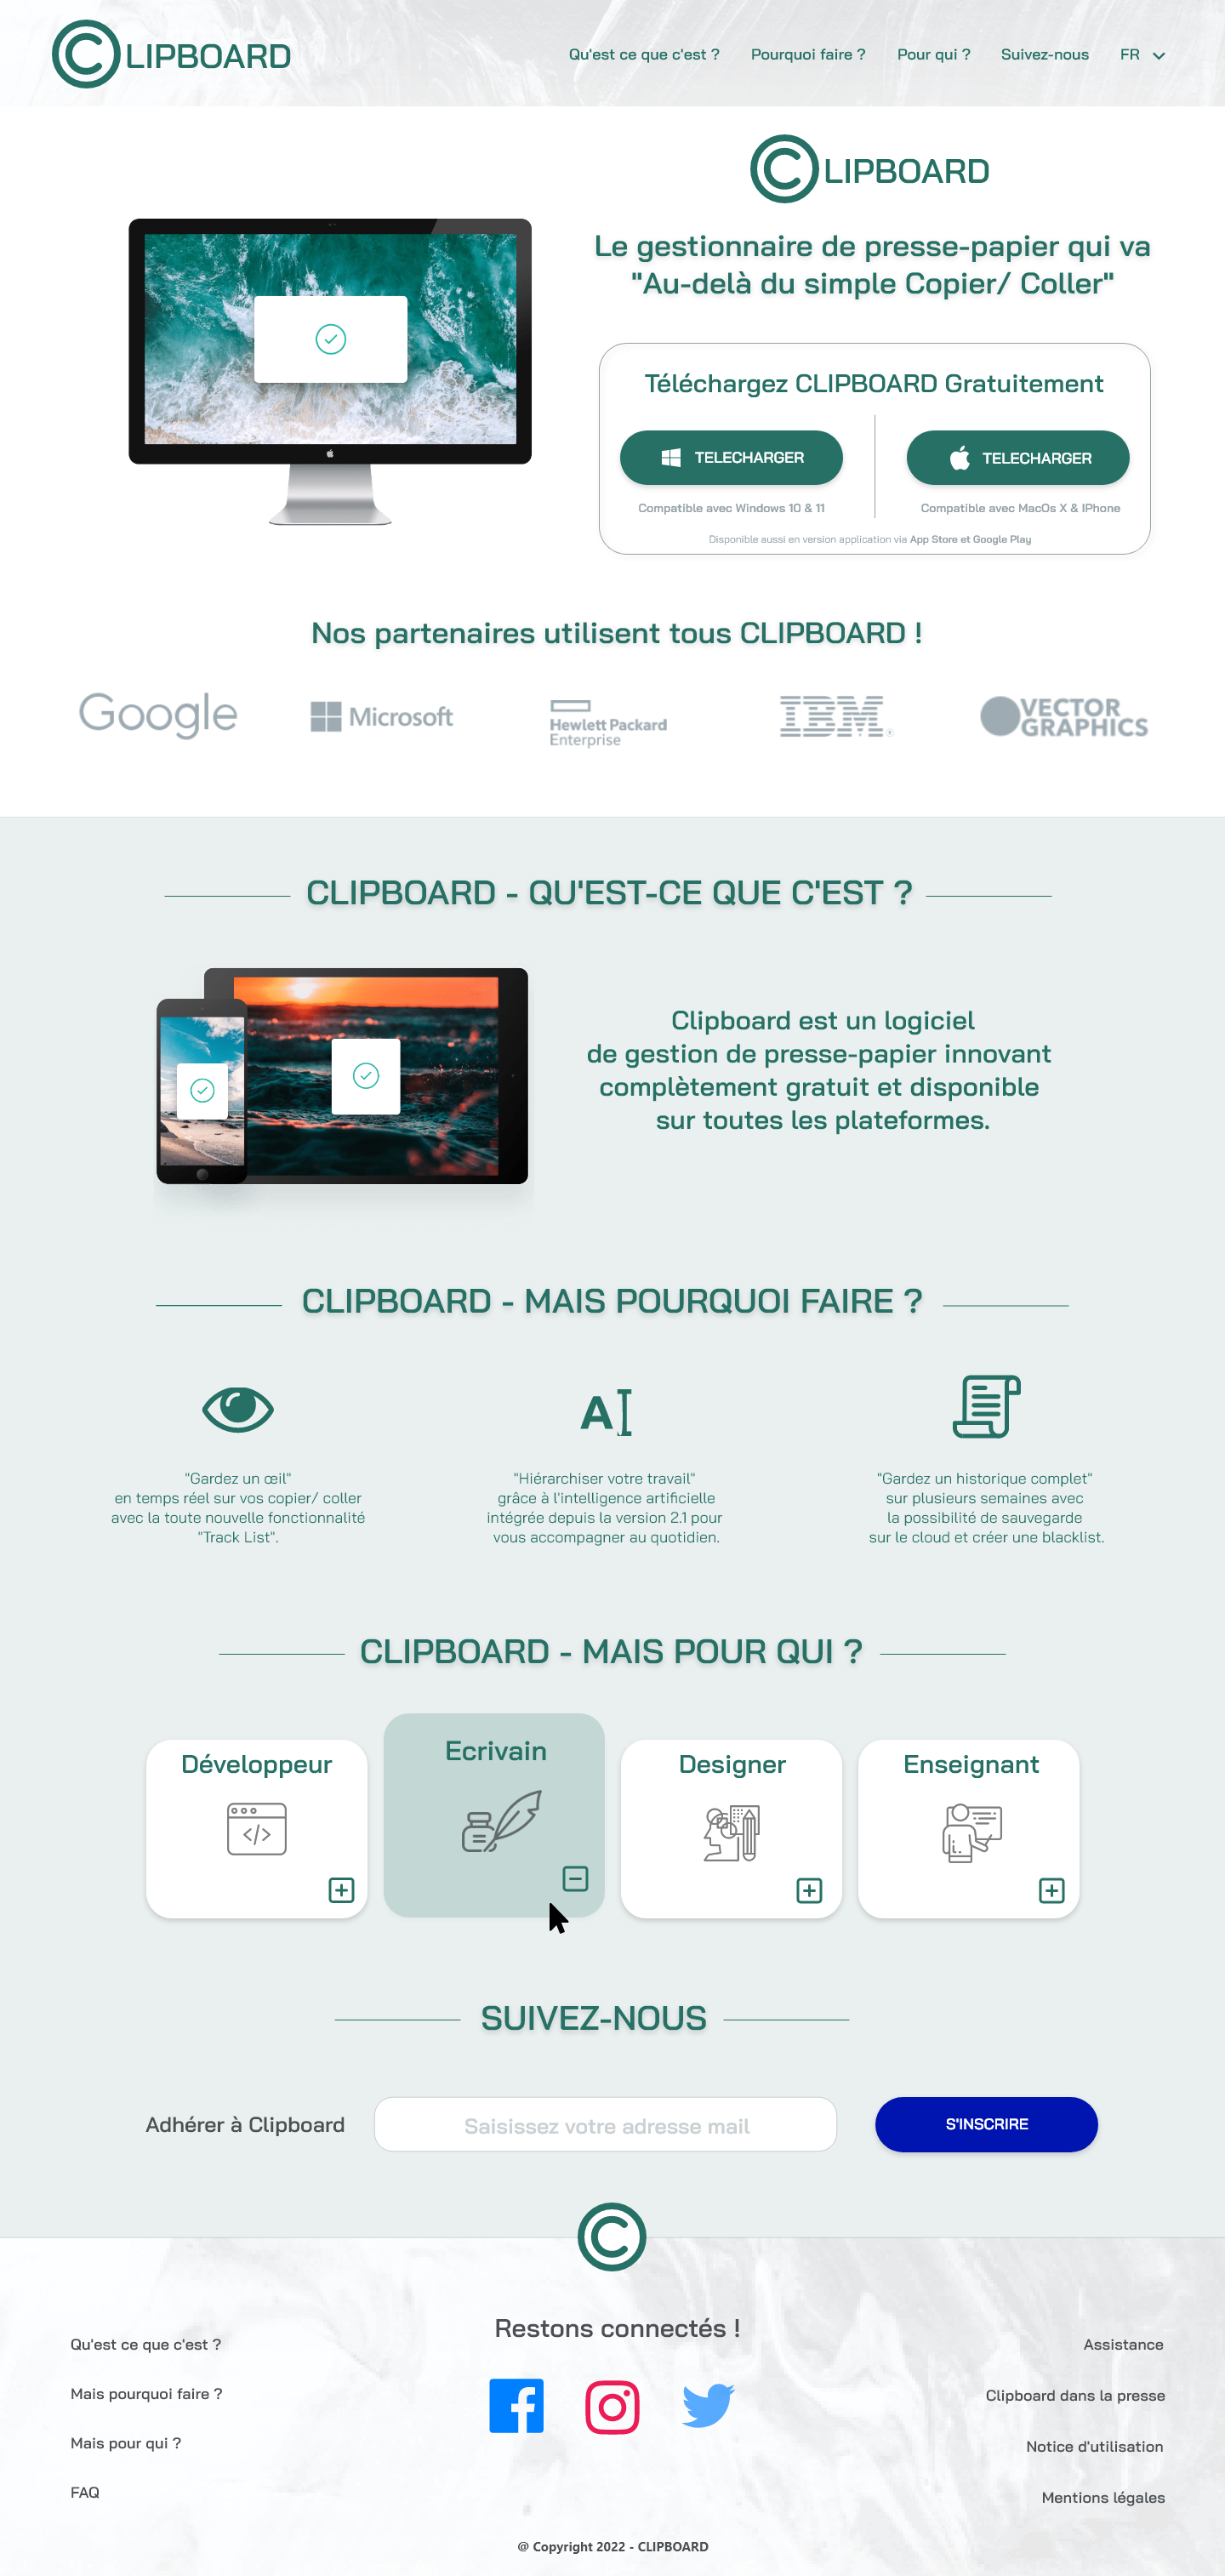 CLIPBOARD
Qu'est ce que c'est ?
Pourquoi faire ?
Pour qui ?
Suivez-nous
FR
CLIPBOARD
Le gestionnaire de presse-papier qui va
"Au-delà du simple Copier/ Coller"
Téléchargez CLIPBOARD Gratuitement
TELECHARGER
TELECHARGER
Compatible avec Windows 10 & 11
Compatible avec MacOs X & IPhone
Disponible aussi en version application via App Store et Google Play
Nos partenaires utilisent tous CLIPBOARD !
Google
Microsoft
Hewlett Packard
Enterprise
IBM
VECTOR
GRAPHICS
CLIPBOARD - QU'EST-CE QUE C'EST ?
Clipboard est un logiciel
de gestion de presse-papier innovant
complètement gratuit et disponible
sur toutes les plateformes.
CLIPBOARD - MAIS POURQUOI FAIRE ?
A
"Gardez un œil"
en temps réel sur vos copier/ coller
avec la toute nouvelle fonctionnalité
"Track List".
"Hiérarchiser votre travail"
grâce à l'intelligence artificielle
intégrée depuis la version 2.1 pour
vous accompagner au quotidien.
"Gardez un historique complet"
sur plusieurs semaines avec
la possibilité de sauvegarde
sur le cloud et créer une blacklist.
CLIPBOARD - MAIS POUR QUI ?
Développeur
Ecrivain
Designer
Enseignant
SUIVEZ-NOUS
Adhérer à Clipboard
Saisissez votre adresse mail
S'INSCRIRE
C
Restons connectés !
Qu'est ce que c'est ?
Mais pourquoi faire ?
Mais pour qui ?
FAQ
Assistance
Clipboard dans la presse
Notice d'utilisation
Mentions légales
@ Copyright 2022 - CLIPBOARD